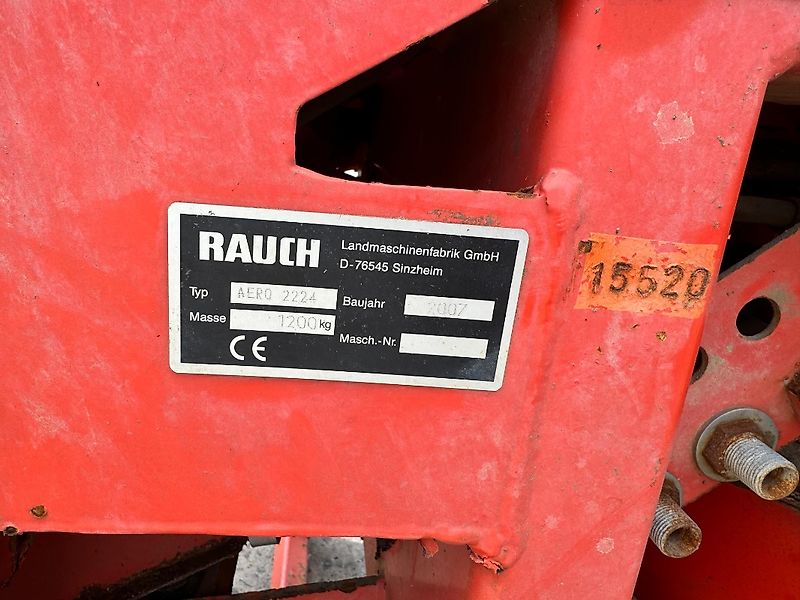 RAUCH
Landmaschinenfabrik GmbH
D-76545 Sinzheim
Typ AERO 2224
Baujahr 2007
Masse 1200 kg
Masch.-Nr.
CE
15520